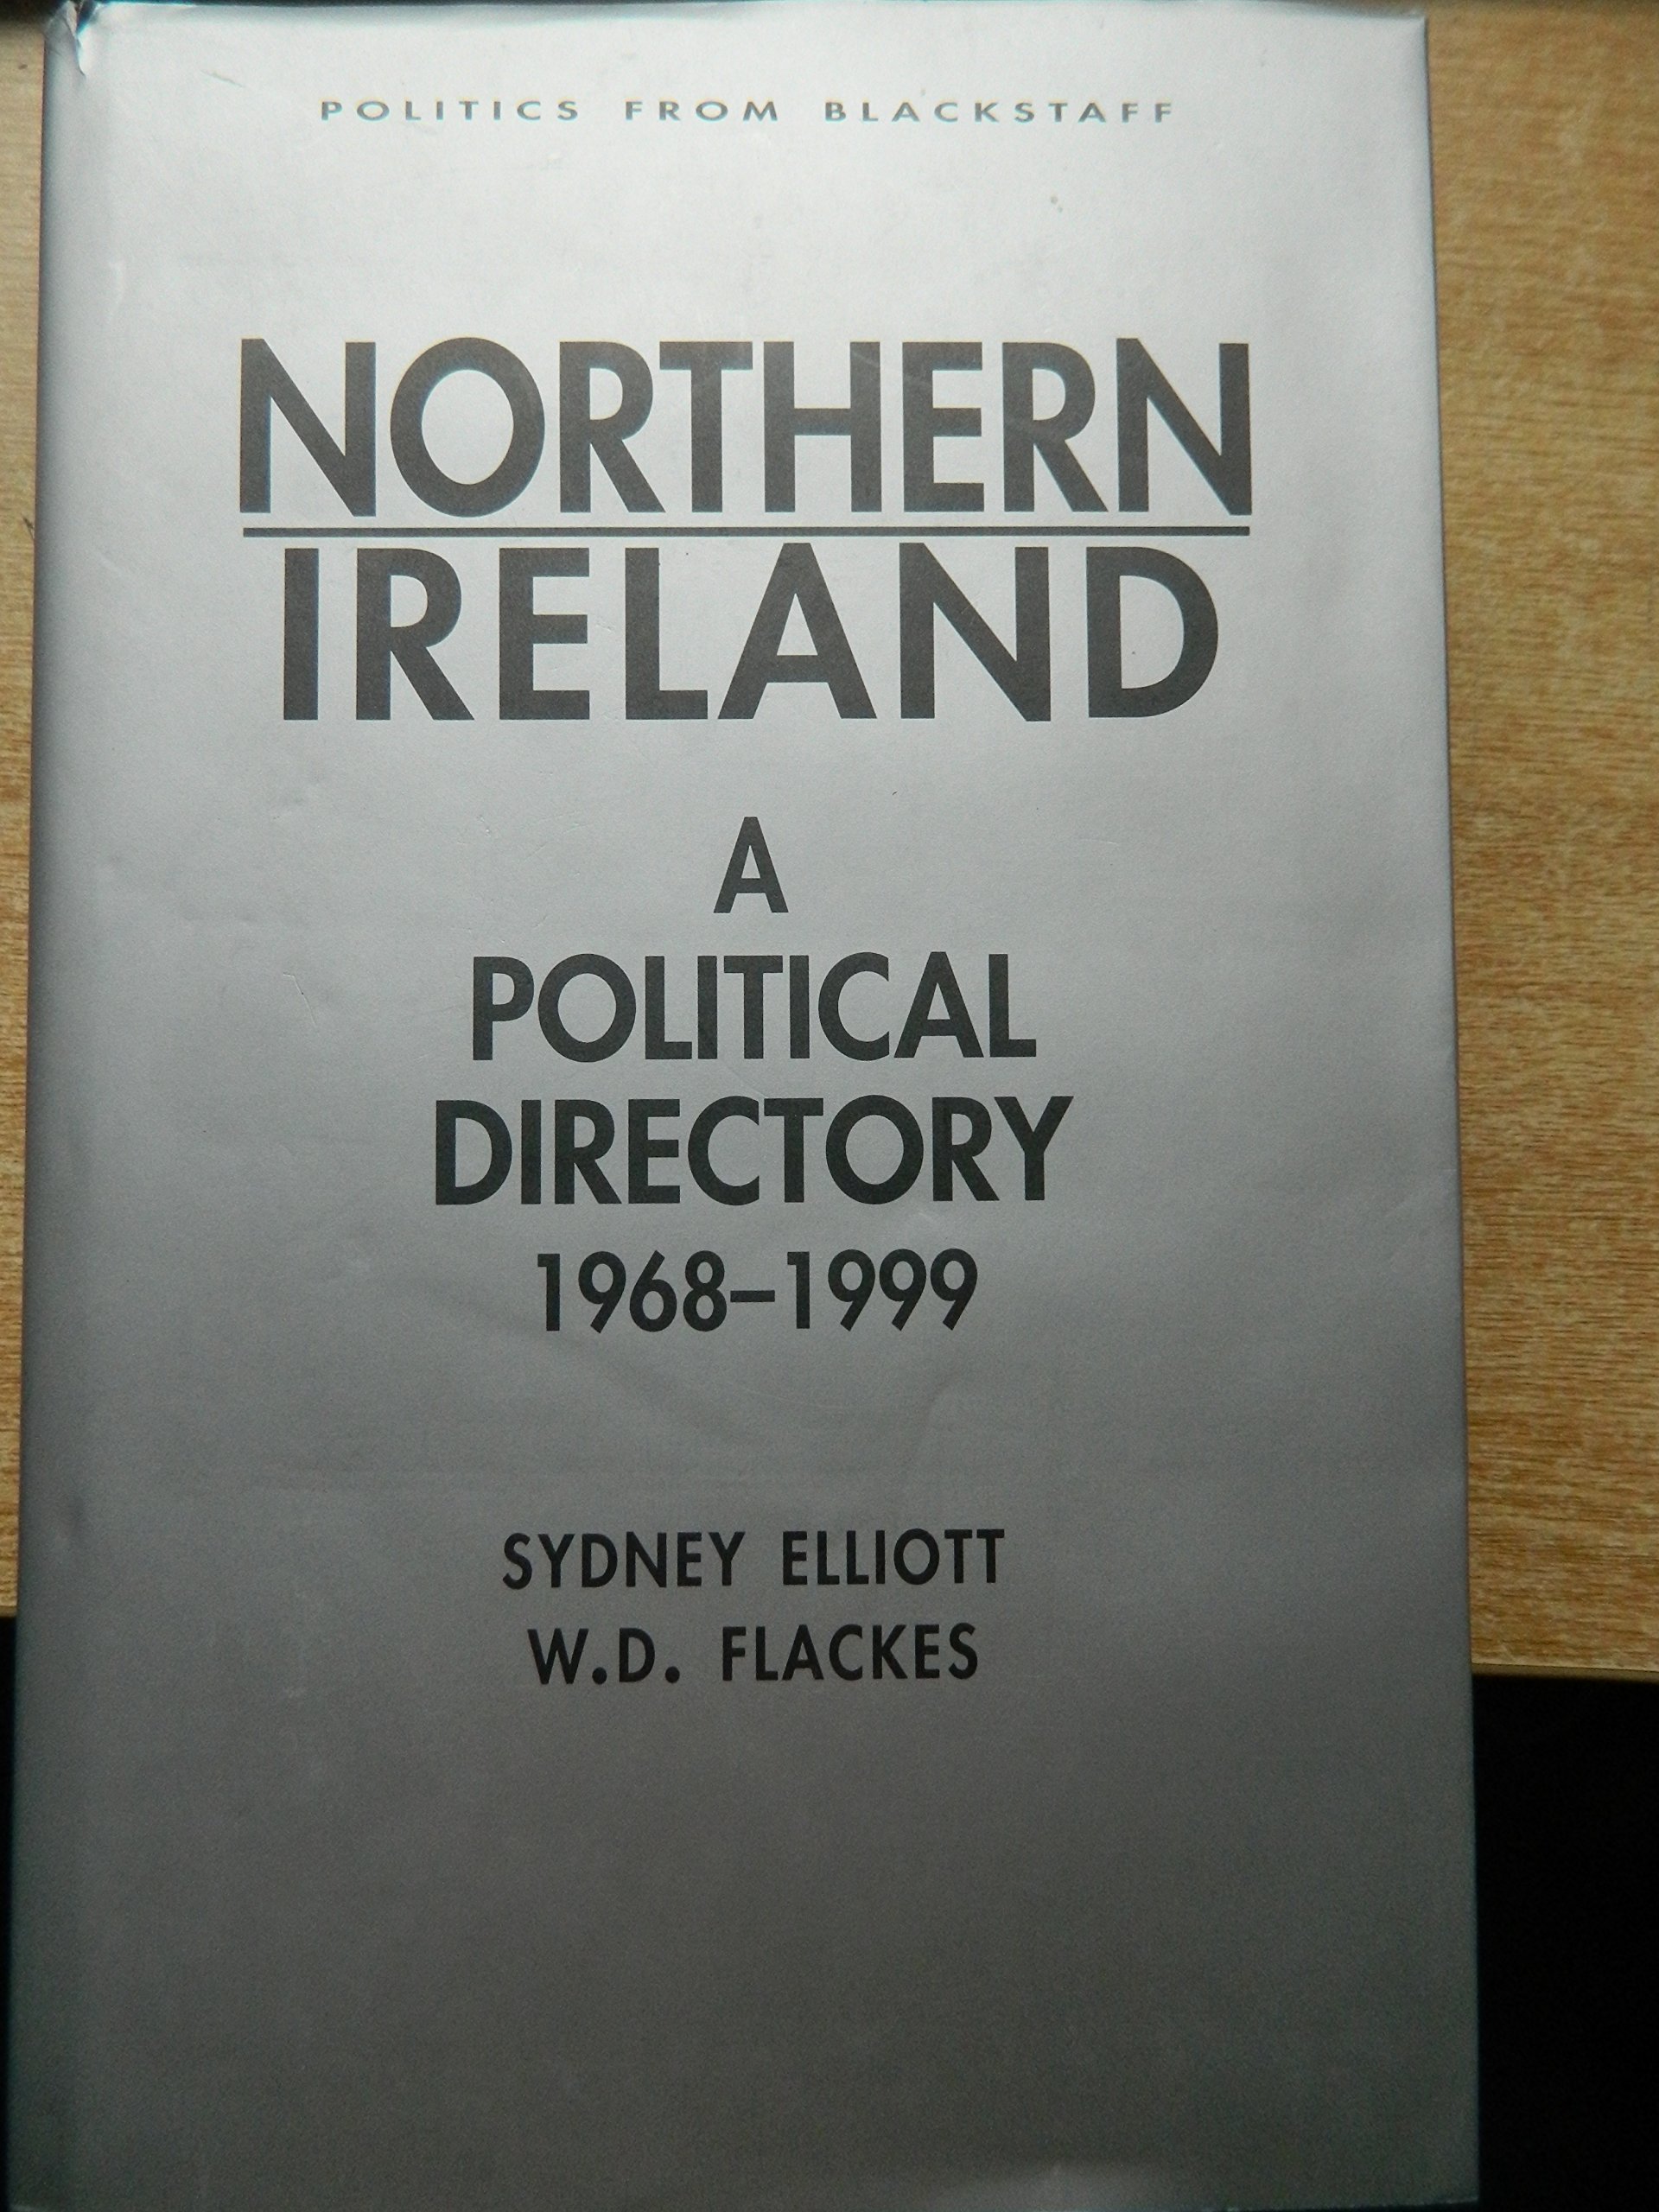 POLITICS FROM BLACKSTAFF
NORTHERN
IRELAND
A
POLITICAL
DIRECTORY
1968–1999
SYDNEY ELLIOTT
W.D. FLACKES